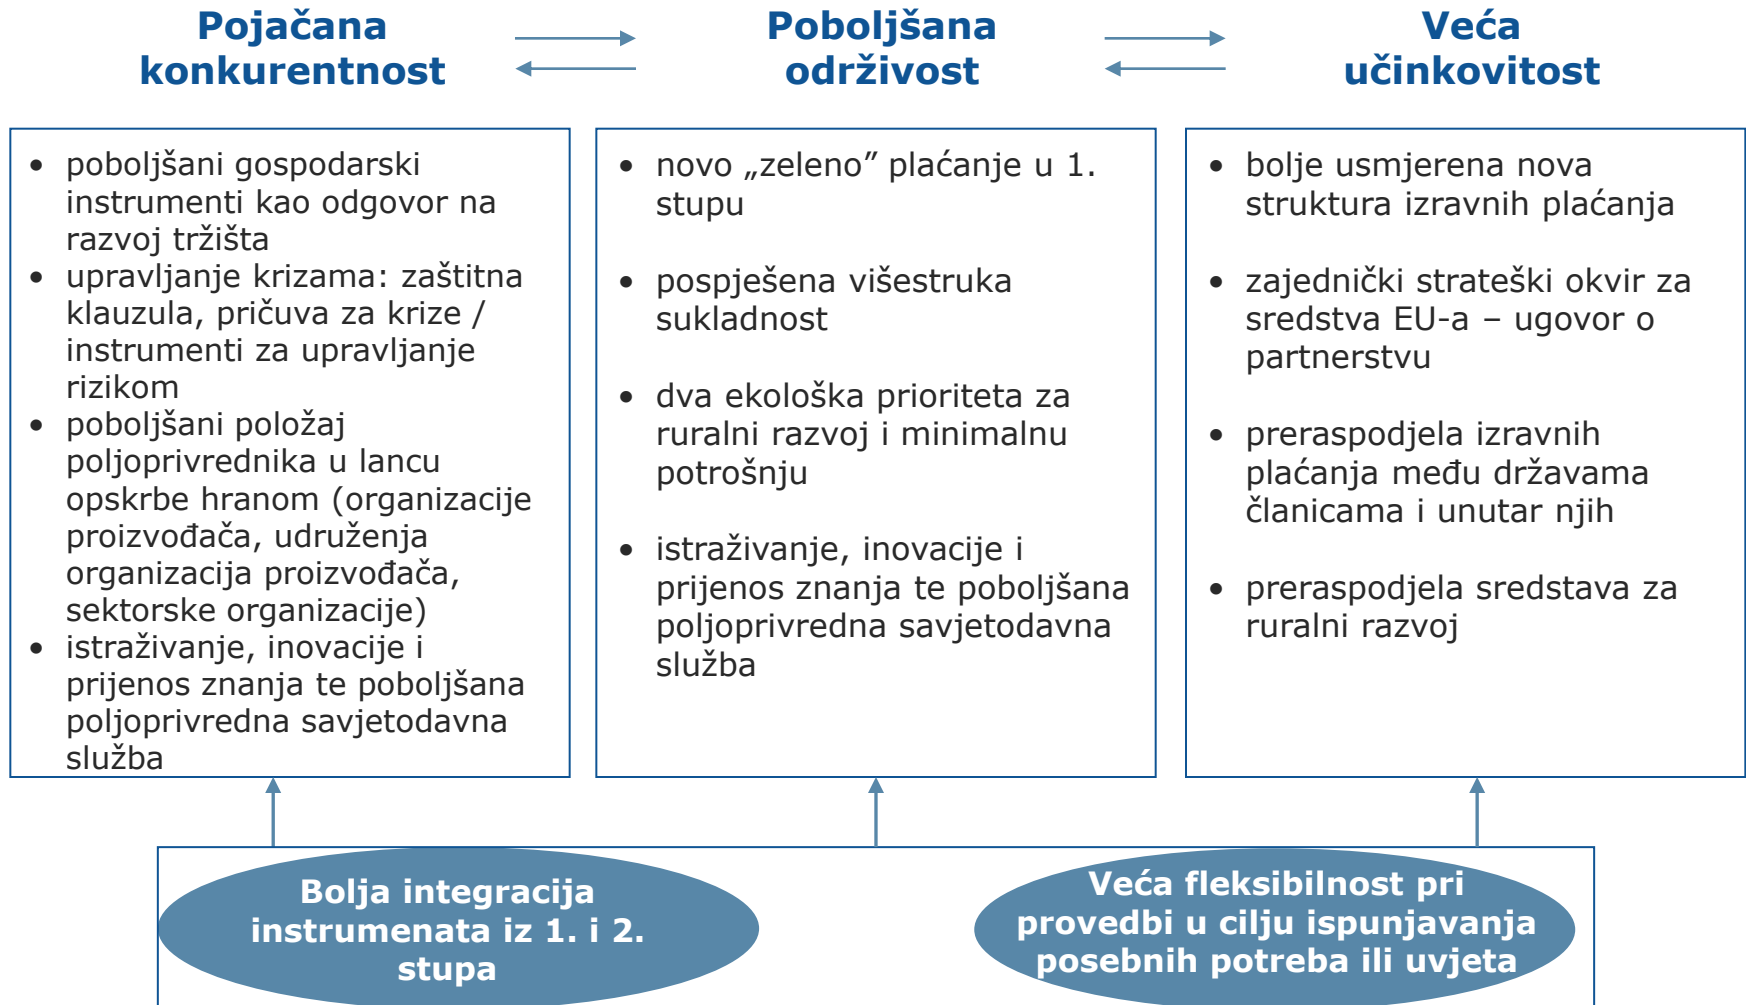 Pojačana
konkurentnost
Poboljšana
održivost
Veća
učinkovitost
• poboljšani gospodarski
instrumenti kao odgovor na
razvoj tržišta
• upravljanje krizama: zaštitna
klauzula, pričuva za krize /
instrumenti za upravljanje
rizikom
• poboljšani položaj
poljoprivrednika u lancu
opskrbe hranom (organizacije
proizvođača, udruženja
organizacija proizvođača,
sektorske organizacije)
• istraživanje, inovacije i
prijenos znanja te poboljšana
poljoprivredna savjetodavna
služba
• novo „zeleno” plaćanje u 1.
stupu
• pospješena višestruka
sukladnost
• dva ekološka prioriteta za
ruralni razvoj i minimalnu
potrošnju
• istraživanje, inovacije i
prijenos znanja te poboljšana
poljoprivredna savjetodavna
služba
• bolje usmjerena nova
struktura izravnih plaćanja
• zajednički strateški okvir za
sredstva EU-a – ugovor o
partnerstvu
• preraspodjela izravnih
plaćanja među državama
članicama i unutar njih
• preraspodjela sredstava za
ruralni razvoj
Bolja integracija
instrumenata iz 1. i 2.
stupa
Veća fleksibilnost pri
provedbi u cilju ispunjavanja
posebnih potreba ili uvjeta